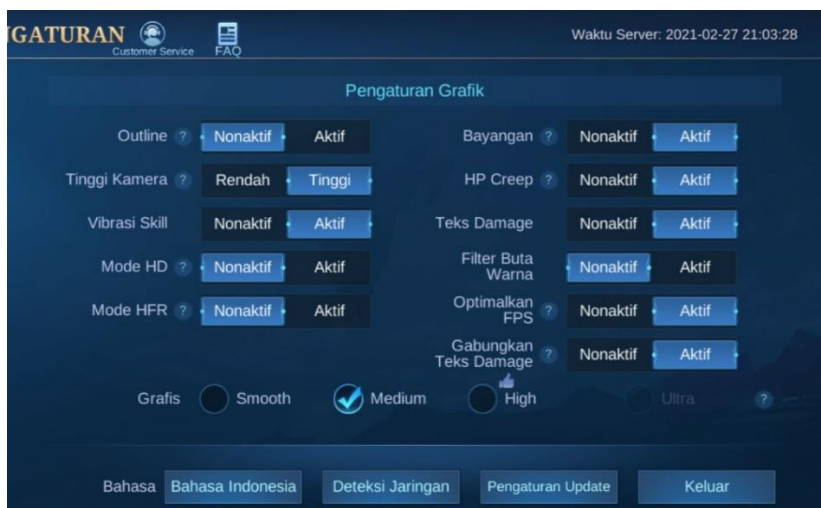 IGATURAN
Customer Service
FAQ
Waktu Server: 2021-02-27 21:03:28
Pengaturan Grafik
Outline ? Nonaktif Aktif
Bayangan ? Nonaktif Aktif
Tinggi Kamera ? Rendah Tinggi
HP Creep ? Nonaktif Aktif
Vibrasi Skill Nonaktif Aktif
Teks Damage Nonaktif Aktif
Mode HD ? Nonaktif Aktif
Filter Buta
Warna Nonaktif Aktif
Mode HFR ? Nonaktif Aktif
Optimalkan
FPS ? Nonaktif Aktif
Gabungkan
Teks Damage ? Nonaktif Aktif
Grafis Smooth Medium High Ultra ?
Bahasa Bahasa Indonesia Deteksi Jaringan Pengaturan Update Keluar